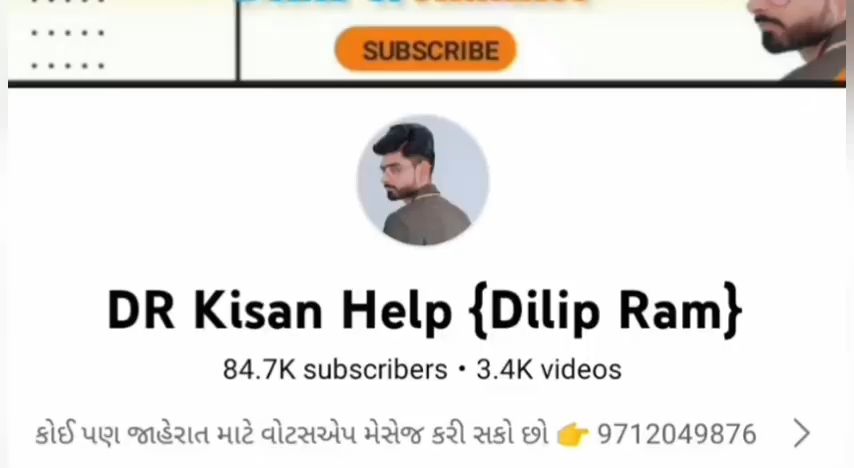 SUBSCRIBE
DR Kisan Help {Dilip Ram}
84.7K subscribers • 3.4K videos
કોઈ પણ જાહેરાત માટે વોટસએપ મેસેજ કરી સકો છો 👉 9712049876